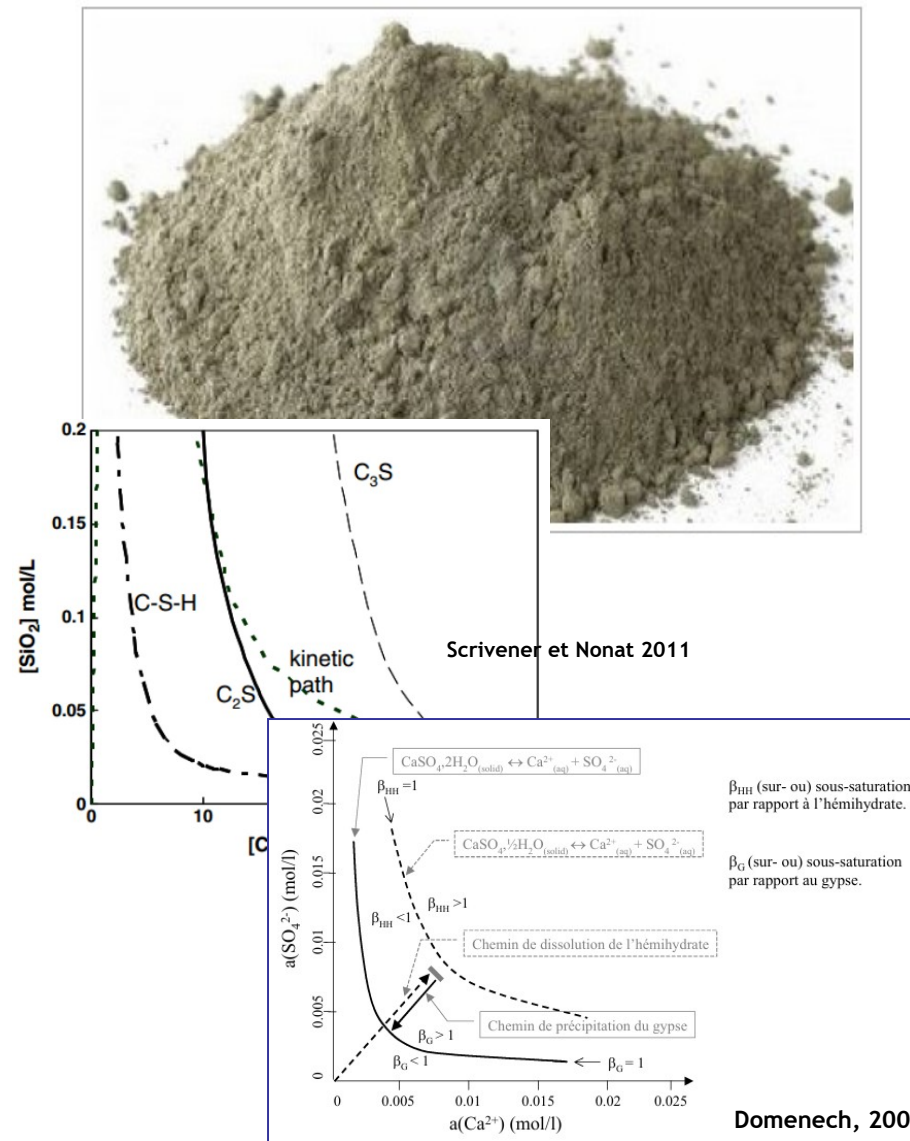 0.2
C₃S
0.15
[SiO₂] mol/L
C-S-H
0.1
kinetic
path
Scrivener et Nonat 2011
C₂S
0.05
0
0
10
[C
0.025
CaSO₄,2H₂O(solid) ↔ Ca²⁺(aq) + SO₄²⁻(aq)
βHH (sur- ou) sous-saturation
par rapport à l’hémihydrate.
βHH =1
0.02
CaSO₄,½H₂O(solid) ↔ Ca²⁺(aq) + SO₄²⁻(aq)
βG (sur- ou) sous-saturation
par rapport au gypse.
0.015
a(SO₄²⁻) (mol/l)
βHH <1
βHH >1
0.01
Chemin de dissolution de l’hémihydrate
0.005
Chemin de précipitation du gypse
βG > 1
βG < 1
βG = 1
0
0
0.005
0.01
0.015
0.02
0.025
a(Ca²⁺) (mol/l)
Domenech, 200